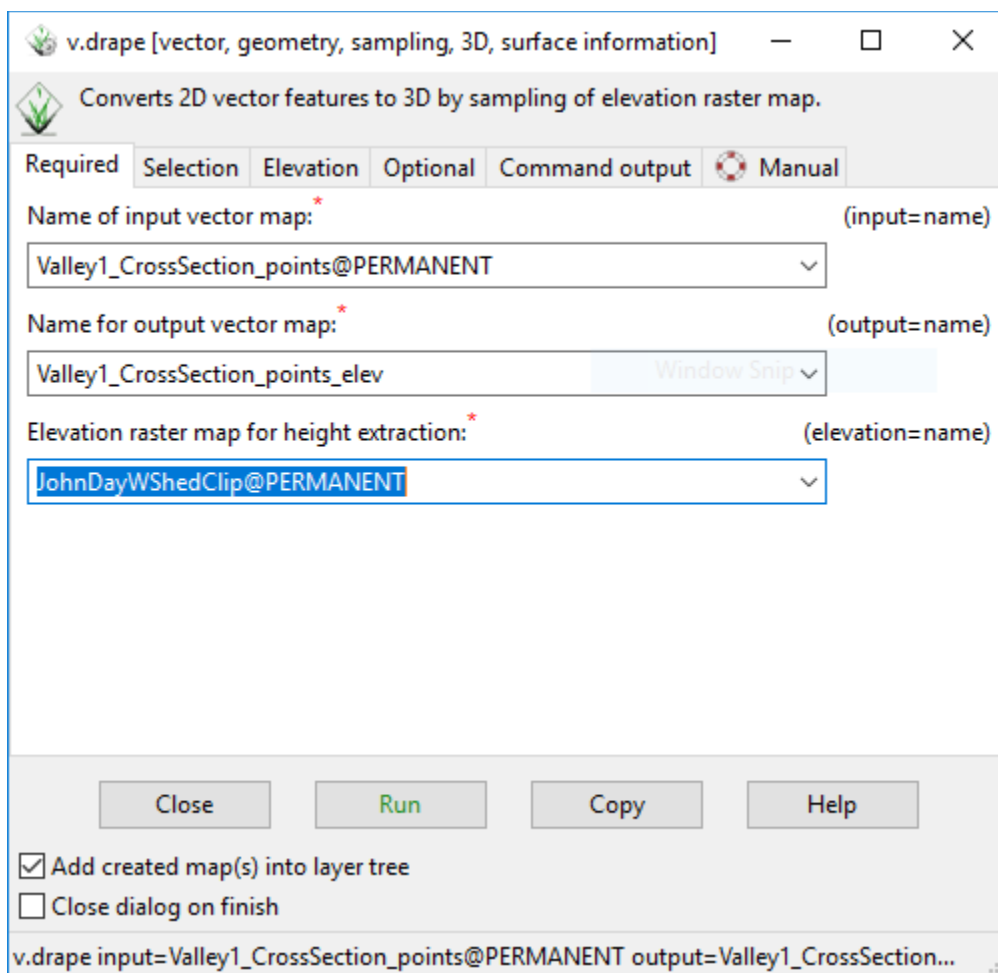 v.drape [vector, geometry, sampling, 3D, surface information]
Converts 2D vector features to 3D by sampling of elevation raster map.
Required Selection Elevation Optional Command output Manual
Name of input vector map:* (input=name)
Valley1_CrossSection_points@PERMANENT
Name for output vector map:* (output=name)
Valley1_CrossSection_points_elev Window Snip
Elevation raster map for height extraction:* (elevation=name)
JohnDayWShedClip@PERMANENT
Close Run Copy Help
Add created map(s) into layer tree
Close dialog on finish
v.drape input=Valley1_CrossSection_points@PERMANENT output=Valley1_CrossSection...